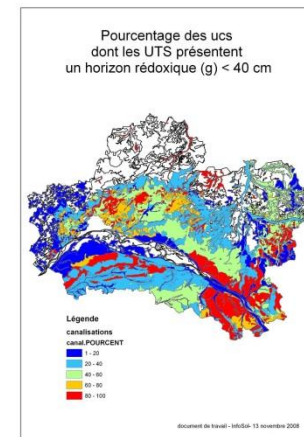 Pourcentage des ucs
dont les UTS présentent
un horizon rédoxique (g) < 40 cm
Légende
canalisations
canal.POURCENT
1 - 20
20 - 40
40 - 60
60 - 80
80 - 100
document de travail - InfoSol- 13 novembre 2008